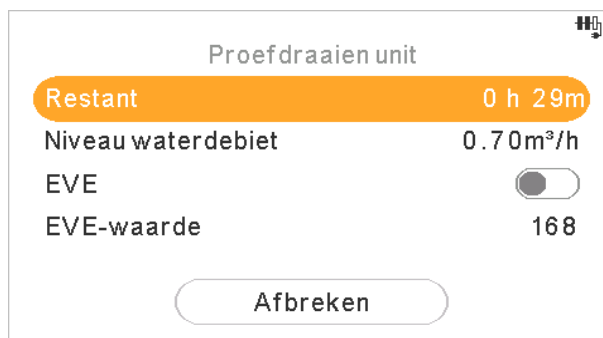 Proefdraaien unit
Restant 0 h 29m
Niveau waterdebiet 0.70m³/h
EVE
EVE-waarde 168
Afbreken